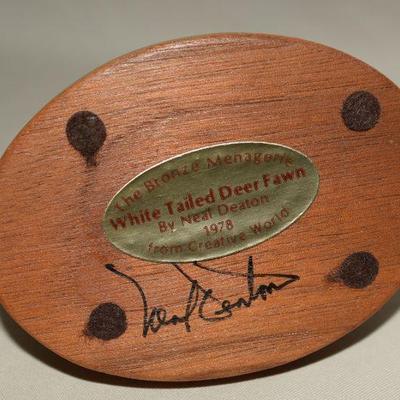 The Bronze Menagerie
White Tailed Deer Fawn
By Neal Deaton
1978
from Creative World
Neal Deaton